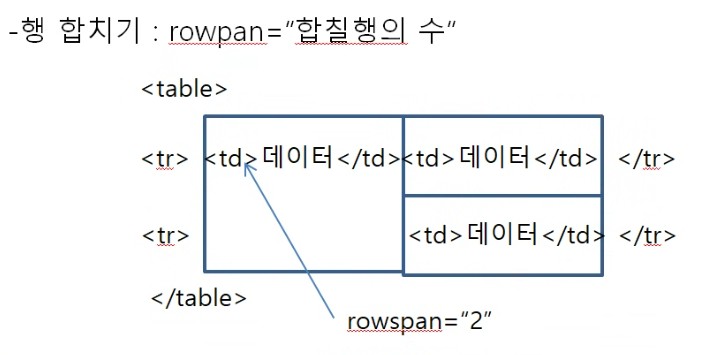 -행 합치기 : rowpan=“합칠행의 수”
<table>
<tr> <td>데이터</td><td>데이터</td> </tr>
<tr> <td>데이터</td> </tr>
</table>
rowspan=“2”